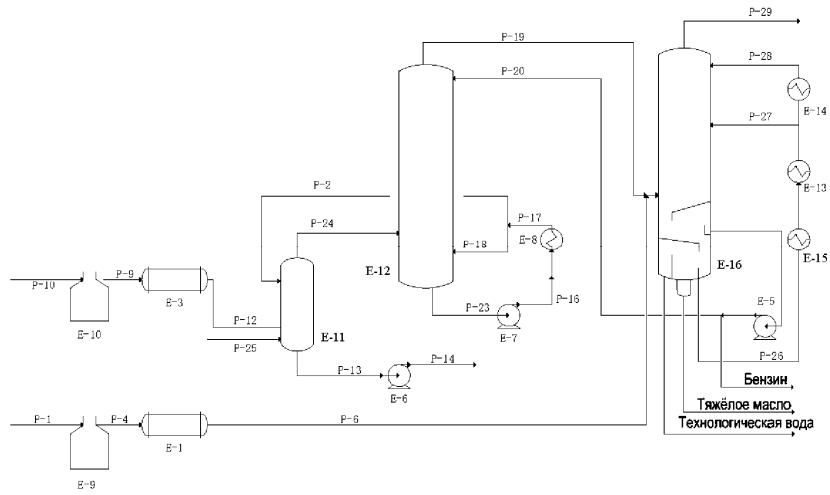 P-29
P-19
P-28
P-20
E-14
P-27
E-13
P-2
P-17
P-24
E-8
P-18
E-15
E-12
E-16
P-10
P-9
E-3
P-23
P-16
E-5
P-12
E-10
E-11
E-7
P-25
P-14
P-26
P-13
Бензин
E-6
Тяжёлое масло
P-1
P-4
P-6
Технологическая вода
E-1
E-9